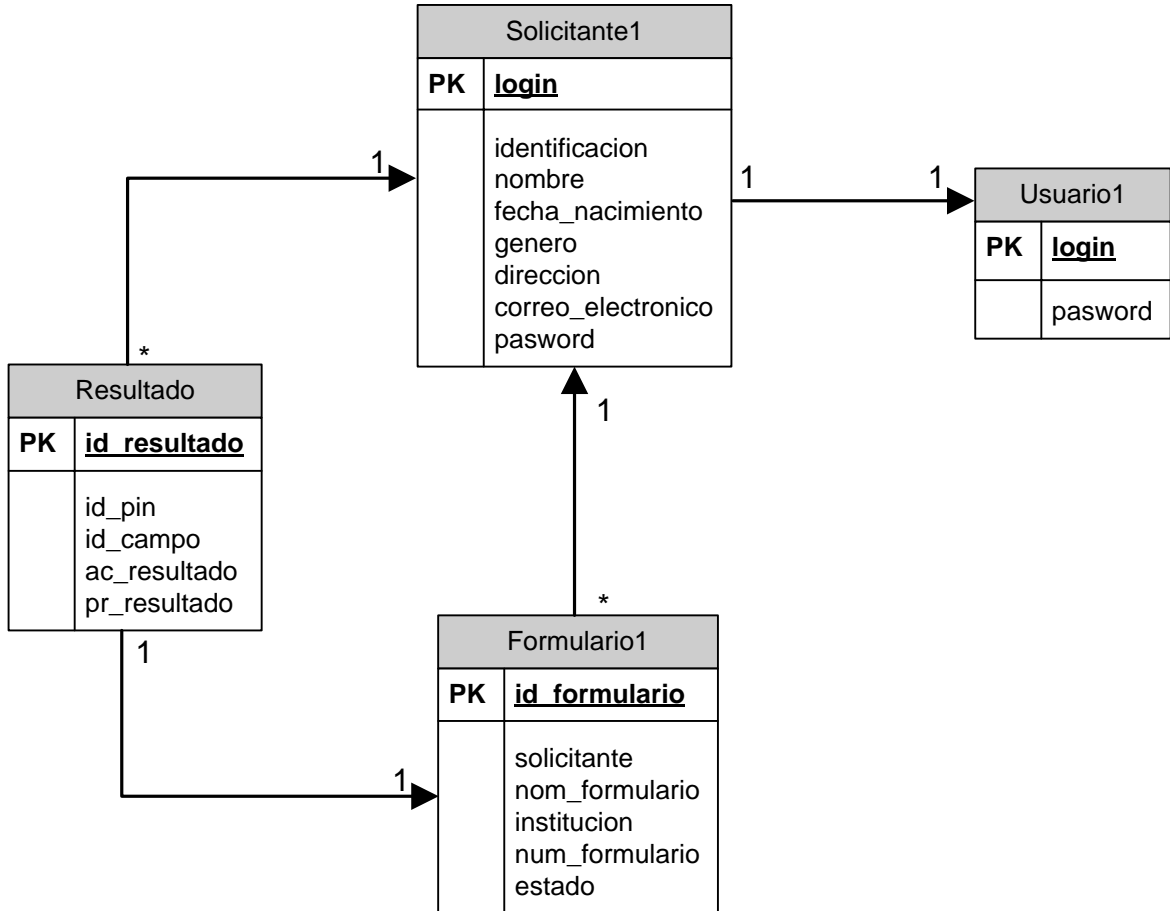 Solicitante1
PK login
identificacion
nombre
fecha_nacimiento
genero
direccion
correo_electronico
pasword
1
1
1
Usuario1
PK login
pasword
*
Resultado
PK id_resultado
id_pin
id_campo
ac_resultado
pr_resultado
1
1
*
Formulario1
PK id_formulario
solicitante
nom_formulario
institucion
num_formulario
estado
1